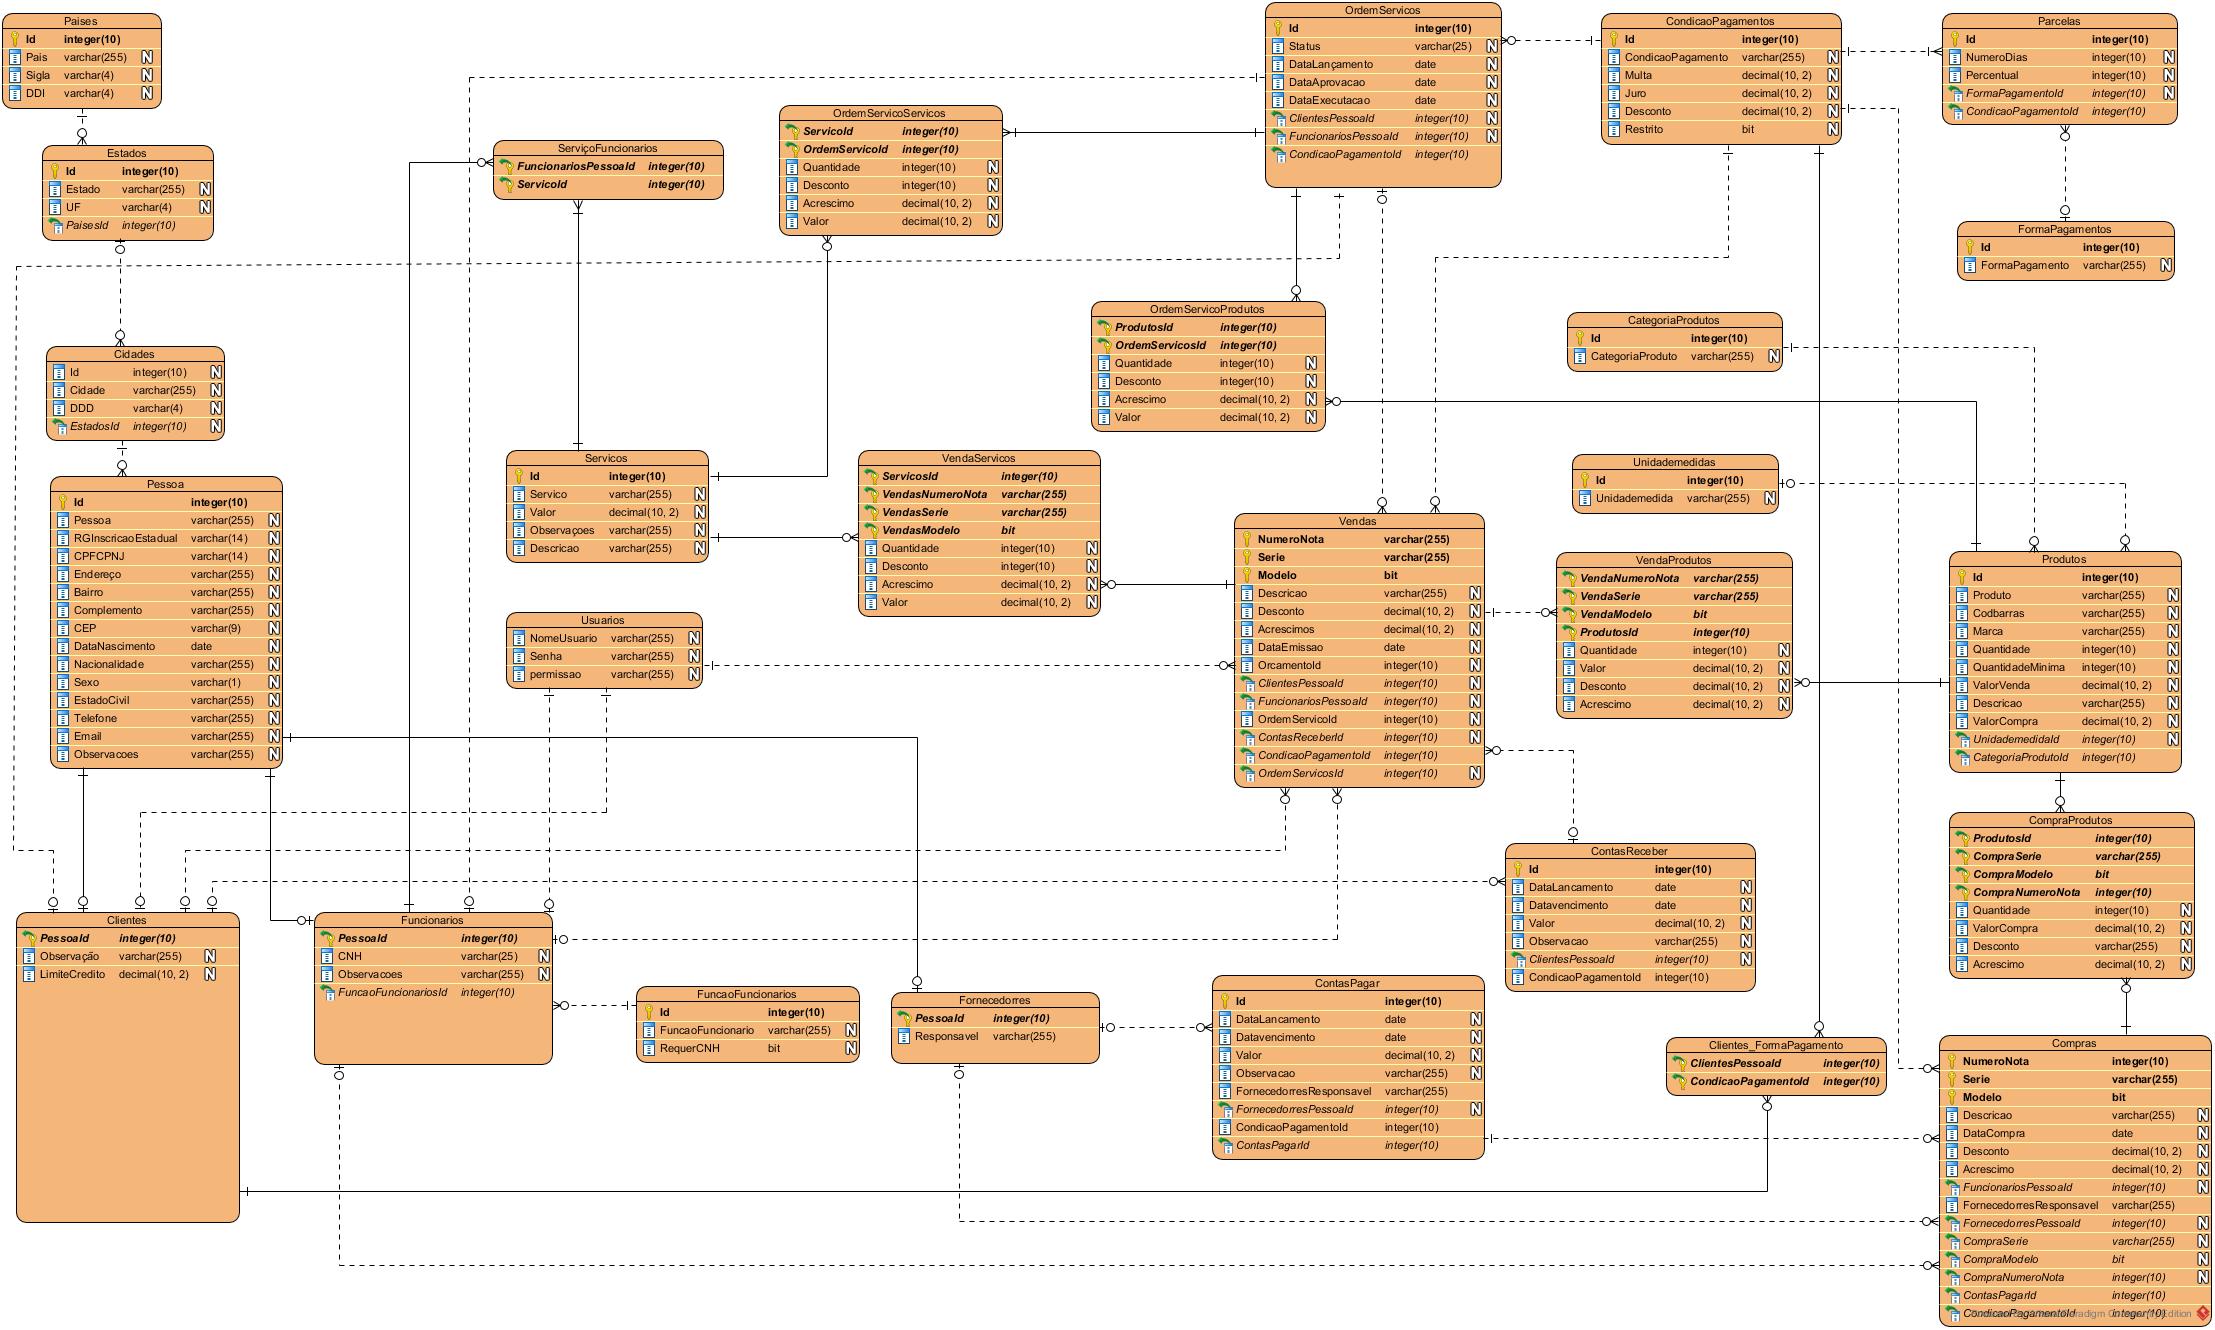 Paises
Id integer(10)
Pais varchar(255) N
Sigla varchar(4) N
DDI varchar(4) N
Estados
Id integer(10)
Estado varchar(255) N
UF varchar(4) N
PaisesId integer(10)
Cidades
Id integer(10) N
Cidade varchar(255) N
DDD varchar(4) N
EstadosId integer(10) N
Pessoa
Id integer(10)
Pessoa varchar(255) N
RGInscricaoEstadual varchar(14) N
CPFCPNJ varchar(14) N
Endereço varchar(255) N
Bairro varchar(255) N
Complemento varchar(255) N
CEP varchar(9) N
DataNascimento date N
Nacionalidade varchar(255) N
Sexo varchar(1) N
EstadoCivil varchar(255) N
Telefone varchar(255) N
Email varchar(255) N
Observacoes varchar(255) N
Clientes
PessoaId integer(10)
Observação varchar(255) N
LimiteCredito decimal(10, 2) N
ServiçoFuncionarios
FuncionariosPessoaId integer(10)
ServicoId integer(10)
OrdemServicoServicos
ServicoId integer(10)
OrdemServicoId integer(10)
Quantidade integer(10) N
Desconto integer(10) N
Acrescimo decimal(10, 2) N
Valor decimal(10, 2) N
Servicos
Id integer(10)
Servico varchar(255) N
Valor decimal(10, 2) N
Observaçoes varchar(255) N
Descricao varchar(255) N
Usuarios
NomeUsuario varchar(255) N
Senha varchar(255) N
permissao varchar(255) N
VendaServicos
ServicosId integer(10)
VendasNumeroNota varchar(255)
VendasSerie varchar(255)
VendasModelo bit
Quantidade integer(10) N
Desconto integer(10) N
Acrescimo decimal(10, 2) N
Valor decimal(10, 2) N
Funcionarios
PessoaId integer(10)
CNH varchar(25) N
Observacoes varchar(255) N
FuncaoFuncionariosId integer(10)
FuncaoFuncionarios
Id integer(10)
FuncaoFuncionario varchar(255) N
RequerCNH bit N
Fornecedorres
PessoaId integer(10)
Responsavel varchar(255)
OrdemServicos
Id integer(10)
Status varchar(25) N
DataLançamento date N
DataAprovacao date N
DataExecutacao date N
ClientesPessoaId integer(10) N
FuncionariosPessoaId integer(10) N
CondicaoPagamentoId integer(10)
OrdemServicoProdutos
ProdutosId integer(10)
OrdemServicosId integer(10)
Quantidade integer(10) N
Desconto integer(10) N
Acrescimo decimal(10, 2) N
Valor decimal(10, 2) N
Vendas
NumeroNota varchar(255)
Serie varchar(255)
Modelo bit
Descricao varchar(255) N
Desconto decimal(10, 2) N
Acrescimos decimal(10, 2) N
DataEmissao date N
OrcamentoId integer(10) N
ClientesPessoaId integer(10) N
FuncionariosPessoaId integer(10) N
OrdemServicoId integer(10) N
ContasReceberId integer(10) N
CondicaoPagamentoId integer(10)
OrdemServicosId integer(10) N
ContasPagar
Id integer(10)
DataLancamento date N
Datavencimento date N
Valor decimal(10, 2) N
Observacao varchar(255) N
FornecedorresResponsavel varchar(255)
FornecedorresPessoaId integer(10) N
CondicaoPagamentoId integer(10)
ContasPagarId integer(10)
CondicaoPagamentos
Id integer(10)
CondicaoPagamento varchar(255) N
Multa decimal(10, 2) N
Juro decimal(10, 2) N
Desconto decimal(10, 2) N
Restrito bit N
Parcelas
Id integer(10)
NumeroDias integer(10) N
Percentual integer(10) N
FormaPagamentoId integer(10) N
CondicaoPagamentoId integer(10)
FormaPagamentos
Id integer(10)
FormaPagamento varchar(255) N
CategoriaProdutos
Id integer(10)
CategoriaProduto varchar(255) N
Unidademedidas
Id integer(10)
Unidademedida varchar(255) N
VendaProdutos
VendaNumeroNota varchar(255)
VendaSerie varchar(255)
VendaModelo bit
ProdutosId integer(10)
Quantidade integer(10) N
Valor decimal(10, 2) N
Desconto decimal(10, 2) N
Acrescimo decimal(10, 2) N
Produtos
Id integer(10)
Produto varchar(255) N
Codbarras varchar(255) N
Marca varchar(255) N
Quantidade integer(10) N
QuantidadeMinima integer(10) N
ValorVenda decimal(10, 2) N
Descricao varchar(255) N
ValorCompra decimal(10, 2) N
UnidademedidaId integer(10) N
CategoriaProdutoId integer(10)
ContasReceber
Id integer(10)
DataLancamento date N
Datavencimento date N
Valor decimal(10, 2) N
Observacao varchar(255) N
ClientesPessoaId integer(10) N
CondicaoPagamentoId integer(10)
CompraProdutos
ProdutosId integer(10)
CompraSerie varchar(255)
CompraModelo bit
CompraNumeroNota integer(10)
Quantidade integer(10) N
ValorCompra decimal(10, 2) N
Desconto varchar(255) N
Acrescimo decimal(10, 2) N
Clientes_FormaPagamento
ClientesPessoaId integer(10)
CondicaoPagamentoId integer(10)
Compras
NumeroNota integer(10)
Serie varchar(255)
Modelo bit
Descricao varchar(255) N
DataCompra date N
Desconto decimal(10, 2) N
Acrescimo decimal(10, 2) N
FuncionariosPessoaId integer(10) N
FornecedorresResponsavel varchar(255)
FornecedorresPessoaId integer(10) N
CompraSerie varchar(255) N
CompraModelo bit N
CompraNumeroNota integer(10) N
ContasPagarId integer(10)
CondicaoPagamentoId integer(10)